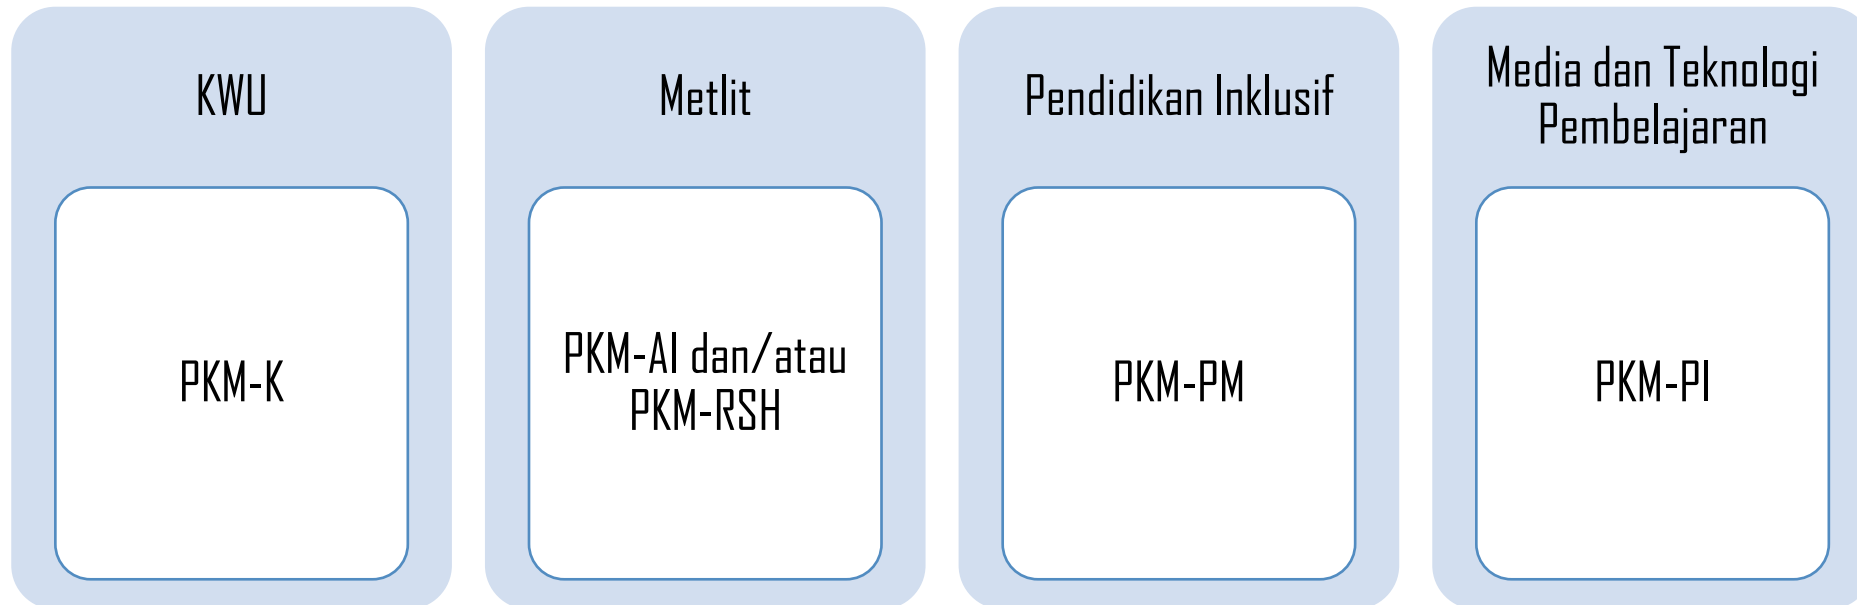 KWU
PKM-K
Metlit
PKM-AI dan/atau
PKM-RSH
Pendidikan Inklusif
PKM-PM
Media dan Teknologi
Pembelajaran
PKM-PI